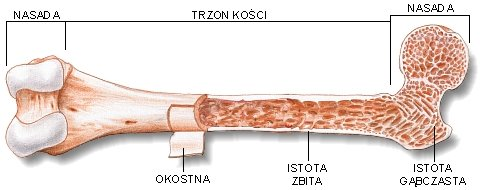 NASADA TRZON KOŚCI NASADA
OKOSTNA
ISTOTA
ZBITA
ISTOTA
GĄBCZASTA